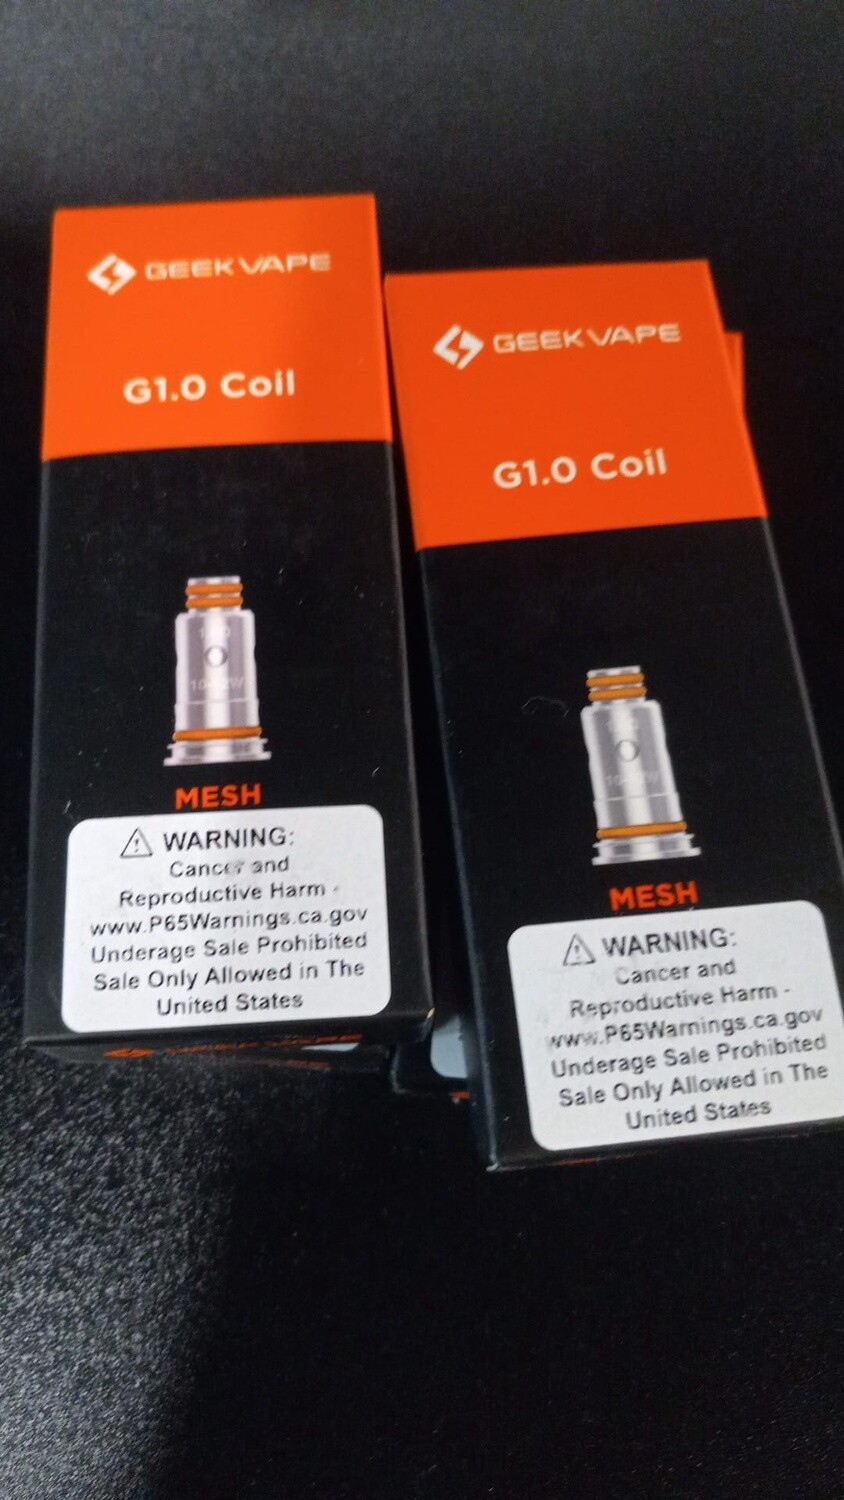 GEEKVAPE
G1.0 Coil
MESH
WARNING:
Cancer and
Reproductive Harm -
www.P65Warnings.ca.gov
Underage Sale Prohibited
Sale Only Allowed in The
United States
GEEKVAPE
GEEKVAPE
G1.0 Coil
MESH
WARNING:
Cancer and
Reproductive Harm -
www.P65Warnings.ca.gov
Underage Sale Prohibited
Sale Only Allowed in The
United States